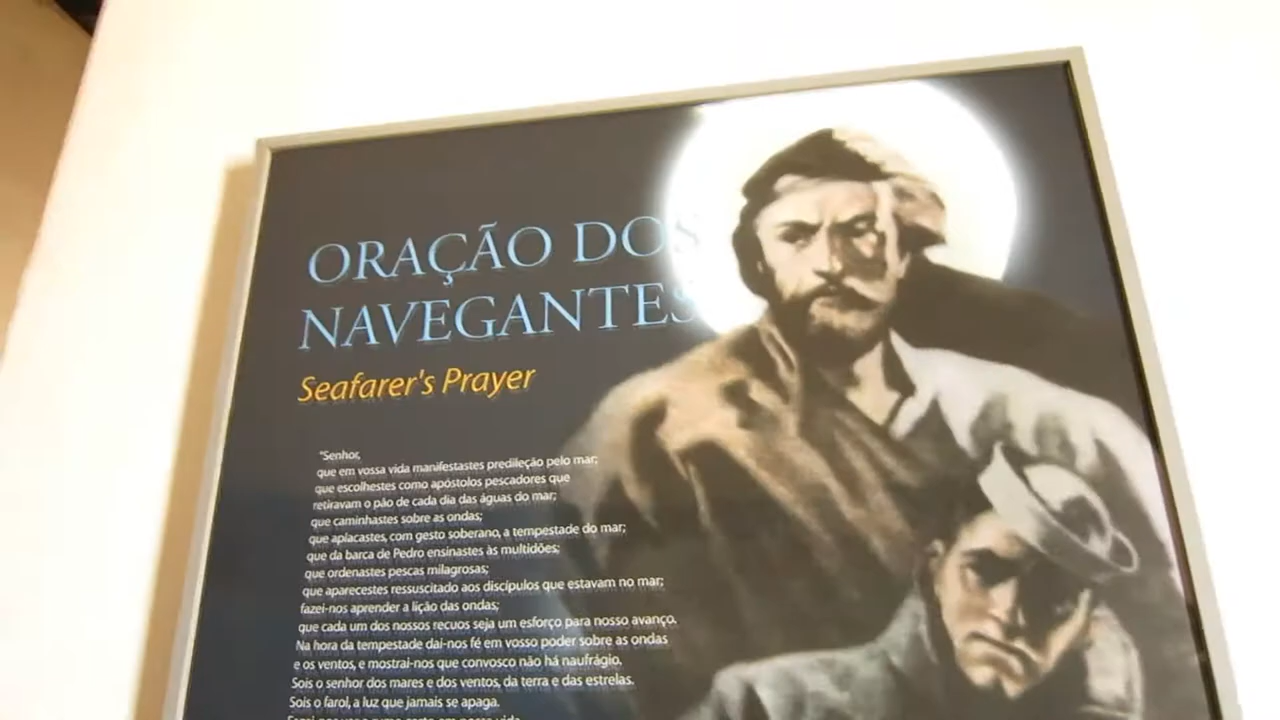 ORAÇÃO DOS
NAVEGANTES
Seafarer's Prayer
"Senhor,
que em vossa vida manifestastes predileção pelo mar;
que escolhestes como apóstolos pescadores que
retiravam o pão de cada dia das águas do mar;
que caminhastes sobre as ondas;
que aplacastes, com gesto soberano, a tempestade do mar;
que da barca de Pedro ensinastes às multidões;
que ordenastes pescas milagrosas;
que aparecestes ressuscitado aos discípulos que estavam no mar;
fazei-nos aprender a lição das ondas;
que cada um dos nossos recuos seja um esforço para nosso avanço.
Na hora da tempestade dai-nos fé em vosso poder sobre as ondas
e os ventos, e mostrai-nos que convosco não há naufrágio.
Sois o senhor dos mares e dos ventos, da terra e das estrelas.
Sois o farol, a luz que jamais se apaga.